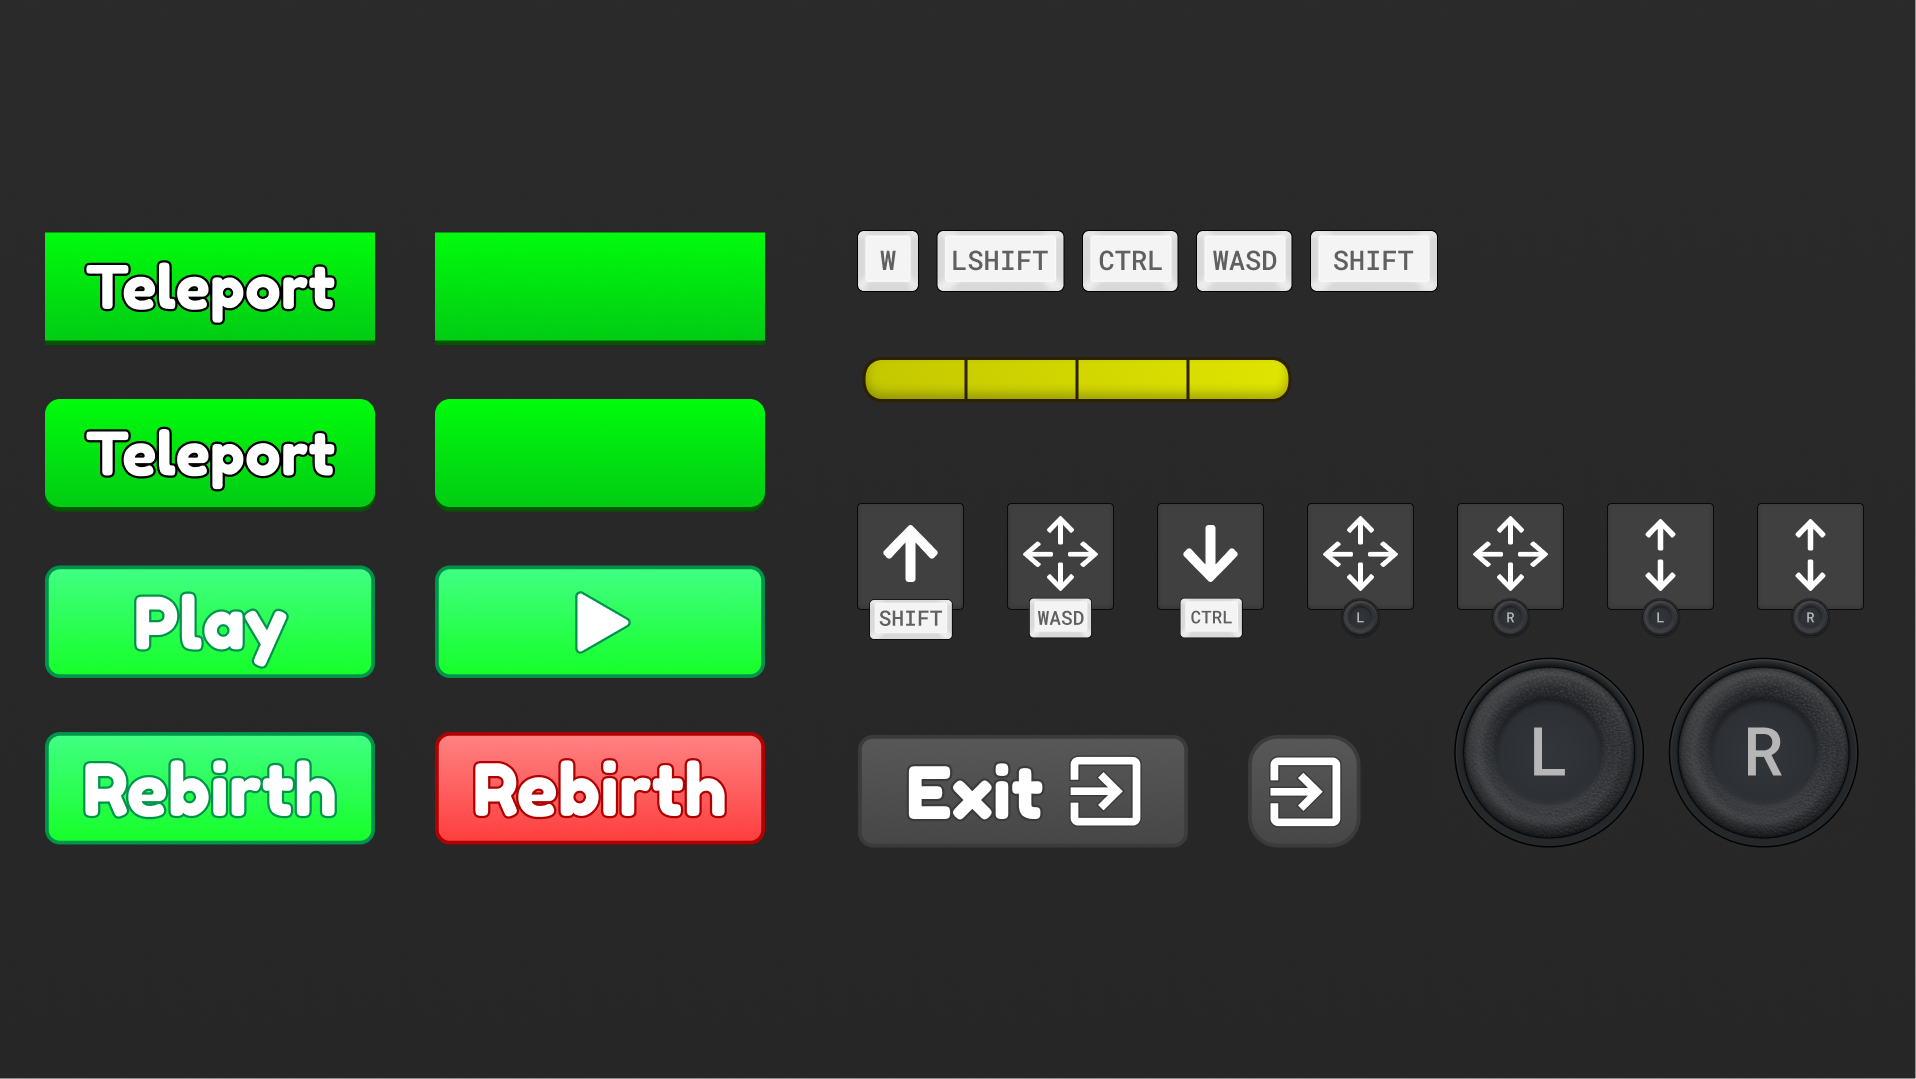 Teleport
Teleport
Play
Rebirth
Rebirth
W
LSHIFT
CTRL
WASD
SHIFT
SHIFT
WASD
CTRL
L
R
L
R
Exit
L
R